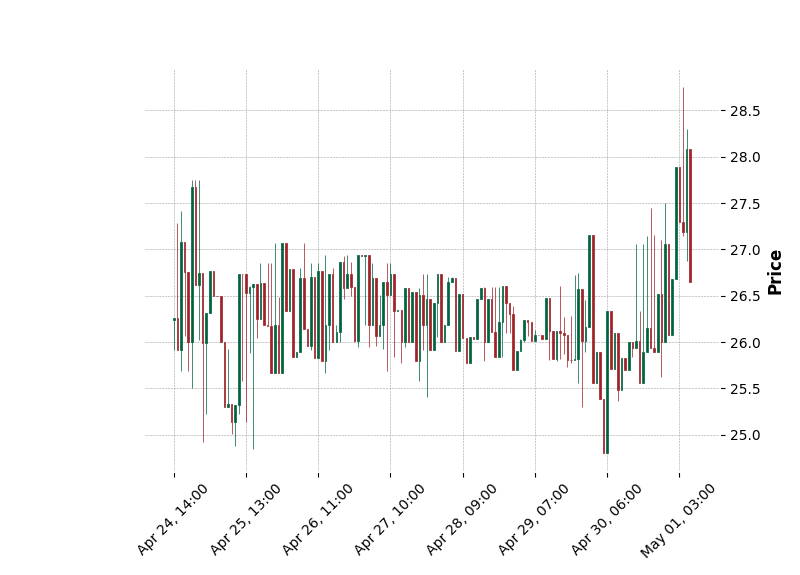 28.5
28.0
27.5
27.0
26.5
26.0
25.5
25.0
Price
Apr 24, 14:00
Apr 25, 13:00
Apr 26, 11:00
Apr 27, 10:00
Apr 28, 09:00
Apr 29, 07:00
Apr 30, 06:00
May 01, 03:00